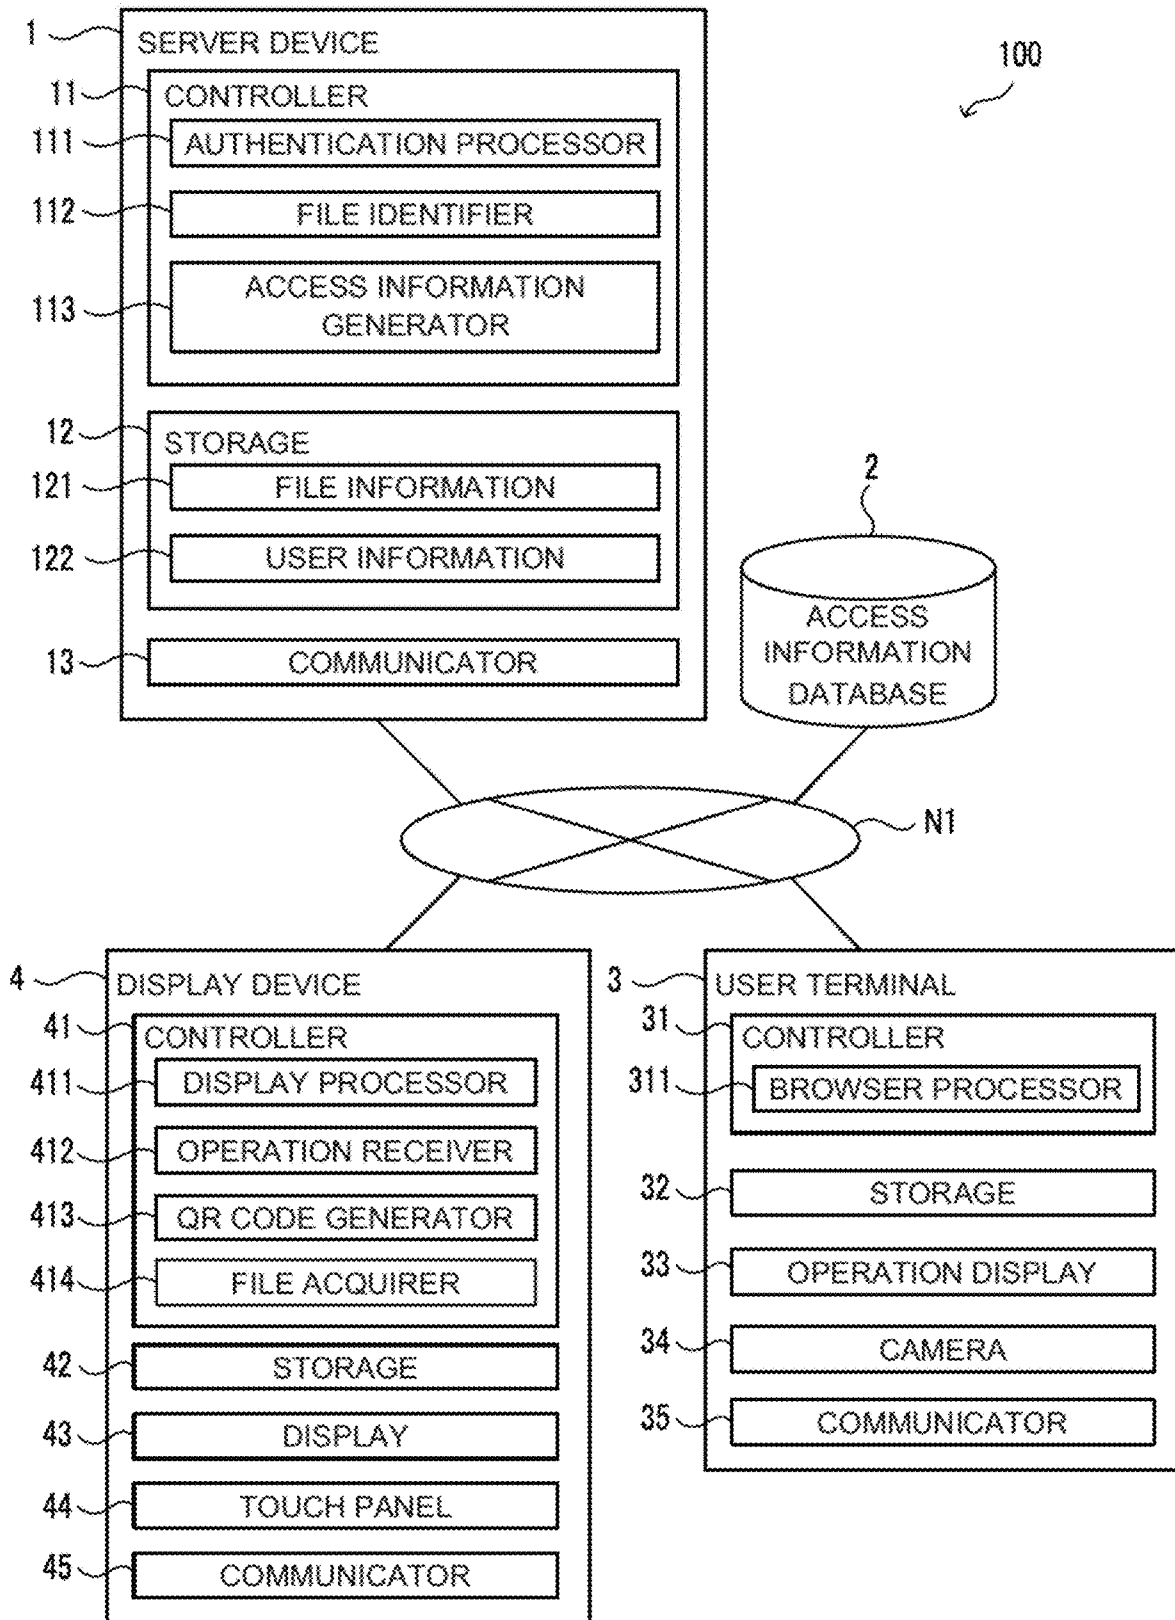 1
SERVER DEVICE
100
11
CONTROLLER
111
AUTHENTICATION PROCESSOR
112
FILE IDENTIFIER
113
ACCESS INFORMATION
GENERATOR
12
STORAGE
121
FILE INFORMATION
122
USER INFORMATION
13
COMMUNICATOR
2
ACCESS
INFORMATION
DATABASE
N1
4
DISPLAY DEVICE
41
CONTROLLER
411
DISPLAY PROCESSOR
412
OPERATION RECEIVER
413
QR CODE GENERATOR
414
FILE ACQUIRER
42
STORAGE
43
DISPLAY
44
TOUCH PANEL
45
COMMUNICATOR
3
USER TERMINAL
31
CONTROLLER
311
BROWSER PROCESSOR
32
STORAGE
33
OPERATION DISPLAY
34
CAMERA
35
COMMUNICATOR